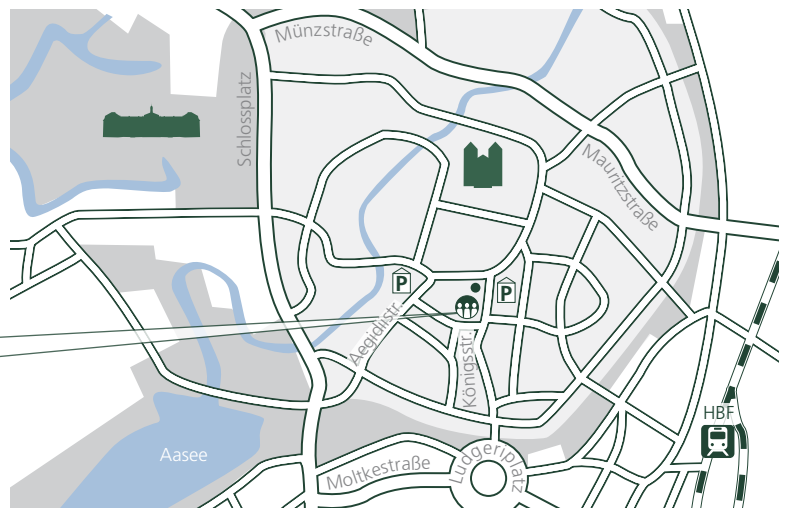 Münzstraße
Schlossplatz
Mauritzstraße
P
P
Aegidiistr.
Königsstr.
HBF
Aasee
Moltkestraße
Ludgeriplatz